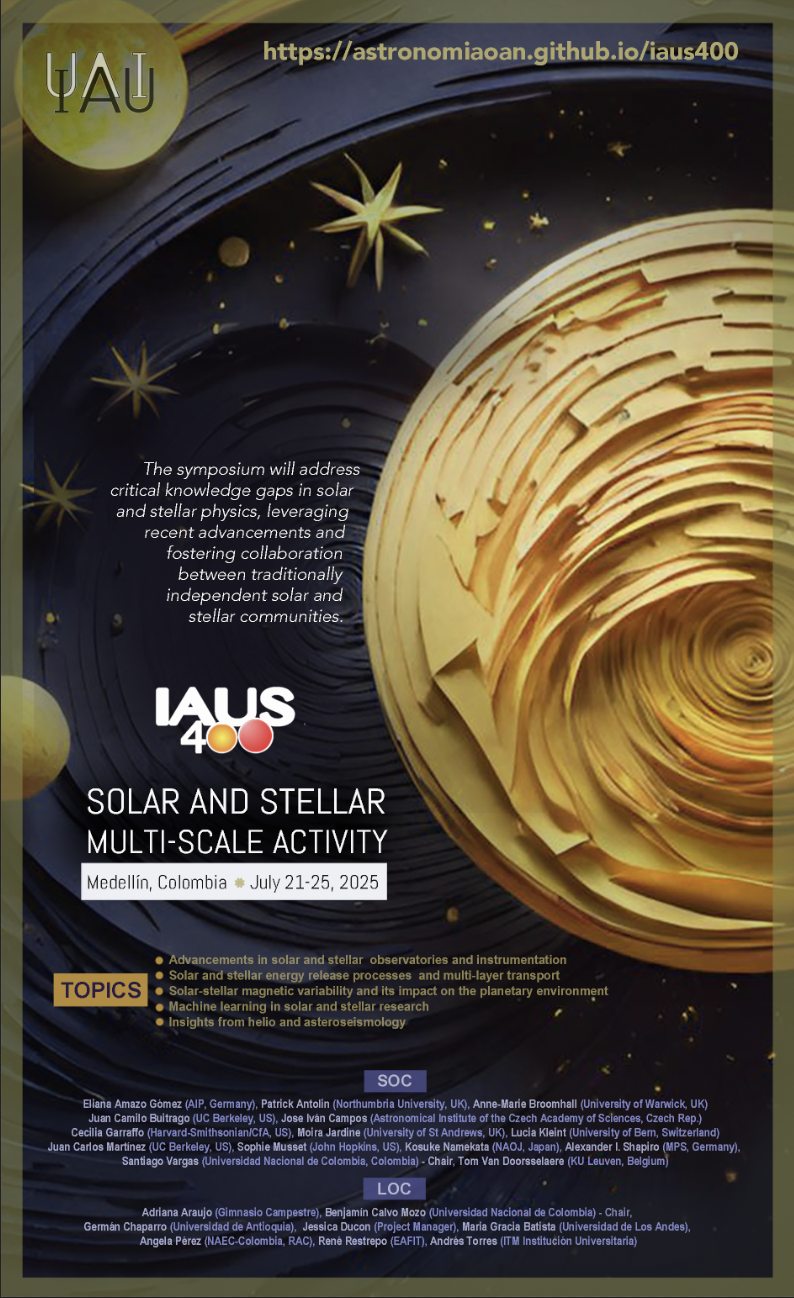 UAI
IAU
https://astronomiaoan.github.io/iaus400
The symposium will address
critical knowledge gaps in solar
and stellar physics, leveraging
recent advancements and
fostering collaboration
between traditionally
independent solar and
stellar communities.
IAUS
400
SOLAR AND STELLAR
MULTI-SCALE ACTIVITY
Medellín, Colombia July 21-25, 2025
TOPICS
Advancements in solar and stellar observatories and instrumentation
Solar and stellar energy release processes and multi-layer transport
Solar-stellar magnetic variability and its impact on the planetary environment
Machine learning in solar and stellar research
Insights from helio and asteroseismology
SOC
Eliana Amazo Gómez (AIP, Germany), Patrick Antolin (Northumbria University, UK), Anne-Marie Broomhall (University of Warwick, UK)
Juan Camilo Buitrago (UC Berkeley, US), Jose Iván Campos (Astronomical Institute of the Czech Academy of Sciences, Czech Rep.)
Cecilia Garraffo (Harvard-Smithsonian/CfA, US), Moira Jardine (University of St Andrews, UK), Lucia Kleint (University of Bern, Switzerland)
Juan Carlos Martínez (UC Berkeley, US), Sophie Musset (John Hopkins, US), Kosuke Namekata (NAOJ, Japan), Alexander I. Shapiro (MPS, Germany),
Santiago Vargas (Universidad Nacional de Colombia, Colombia) - Chair, Tom Van Doorsselaere (KU Leuven, Belgium)
LOC
Adriana Araujo (Gimnasio Campestre), Benjamín Calvo Mozo (Universidad Nacional de Colombia) - Chair,
Germán Chaparro (Universidad de Antioquia), Jessica Ducon (Project Manager), Maria Gracia Batista (Universidad de Los Andes),
Angela Pérez (NAEC-Colombia, RAC), René Restrepo (EAFIT), Andrés Torres (ITM Institución Universitaria)